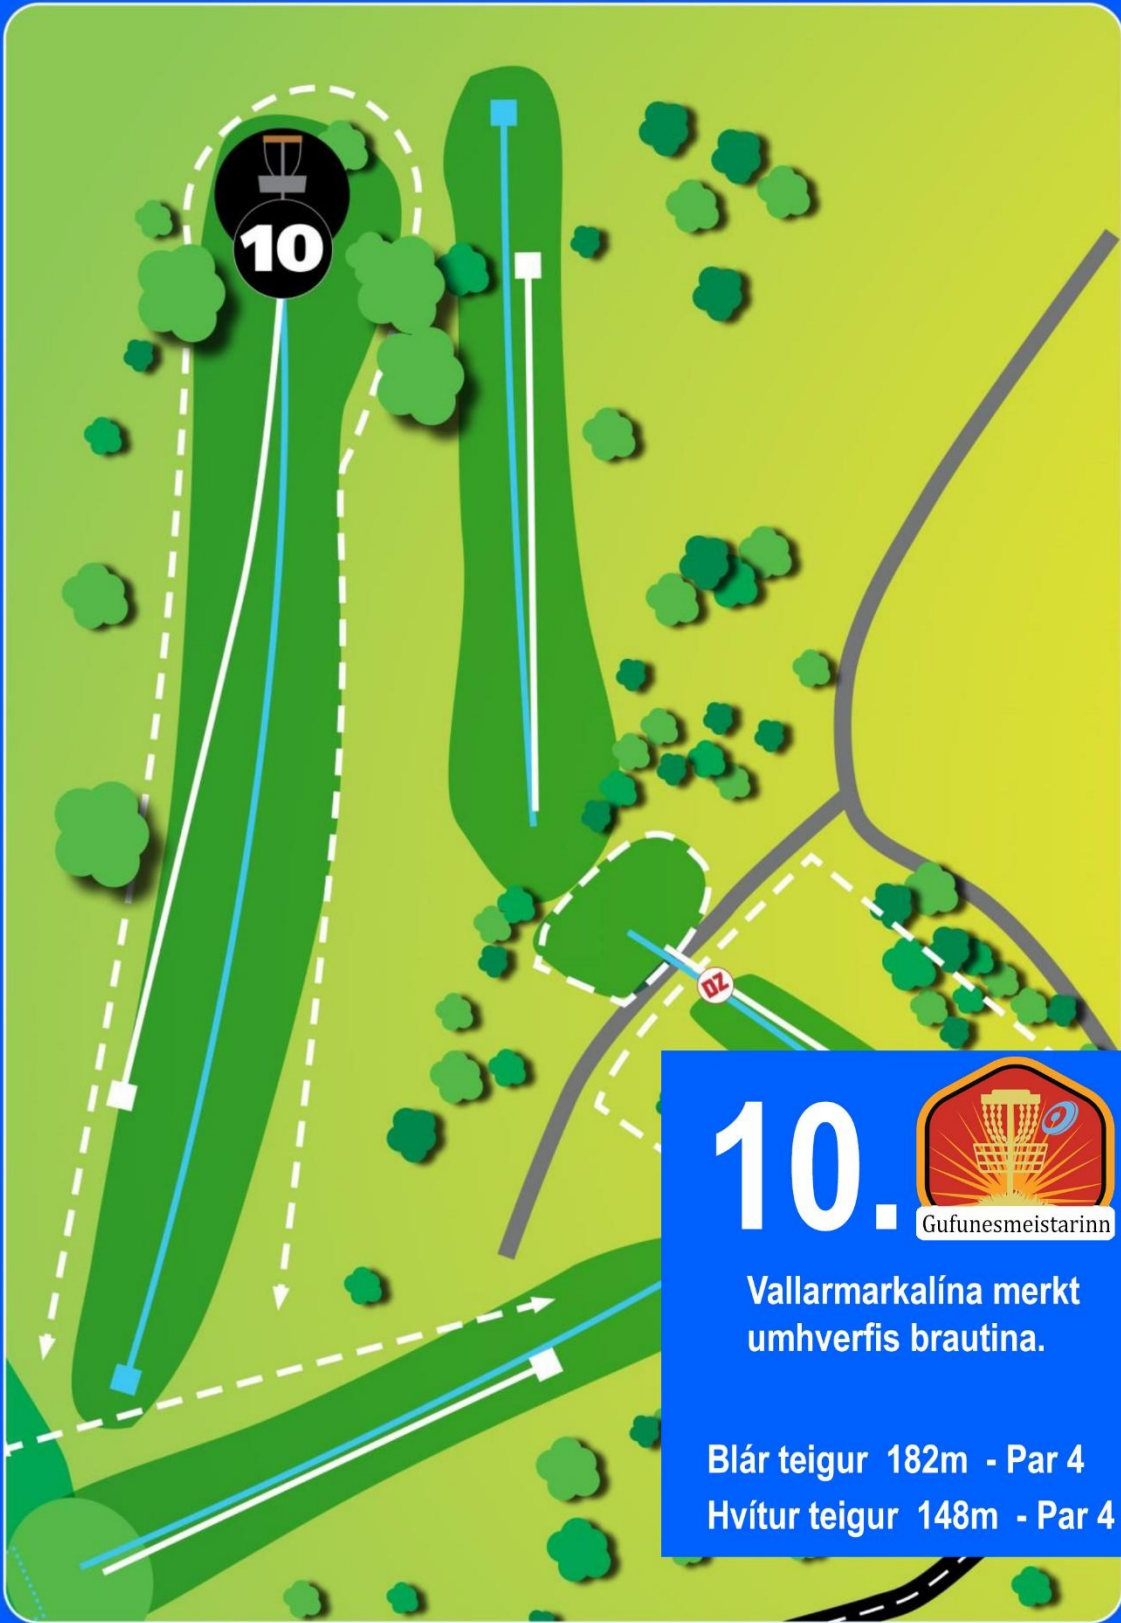 10
DZ
10.
Gufunesmeistarinn
Vallarmarkalína merkt
umhverfis brautina.
Blár teigur 182m - Par 4
Hvítur teigur 148m - Par 4